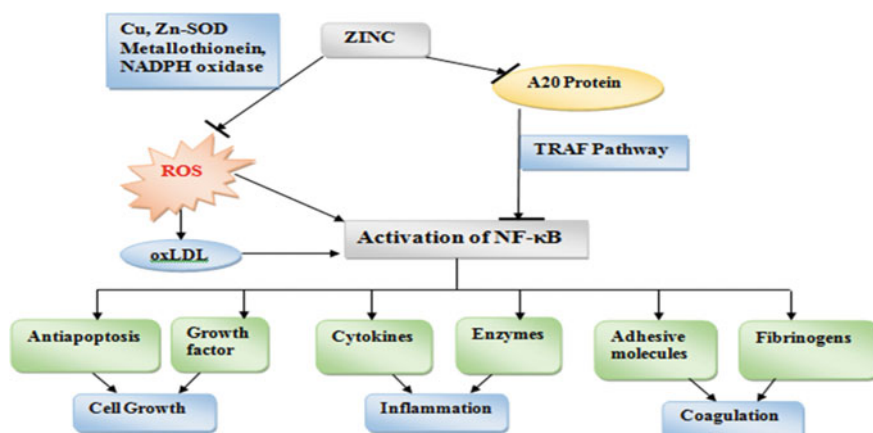 Cu, Zn-SOD
Metallothionein,
NADPH oxidase
ZINC
A20 Protein
TRAF Pathway
ROS
Activation of NF-κB
oxLDL
Antiapoptosis
Growth
factor
Cytokines
Enzymes
Adhesive
molecules
Fibrinogens
Cell Growth
Inflammation
Coagulation